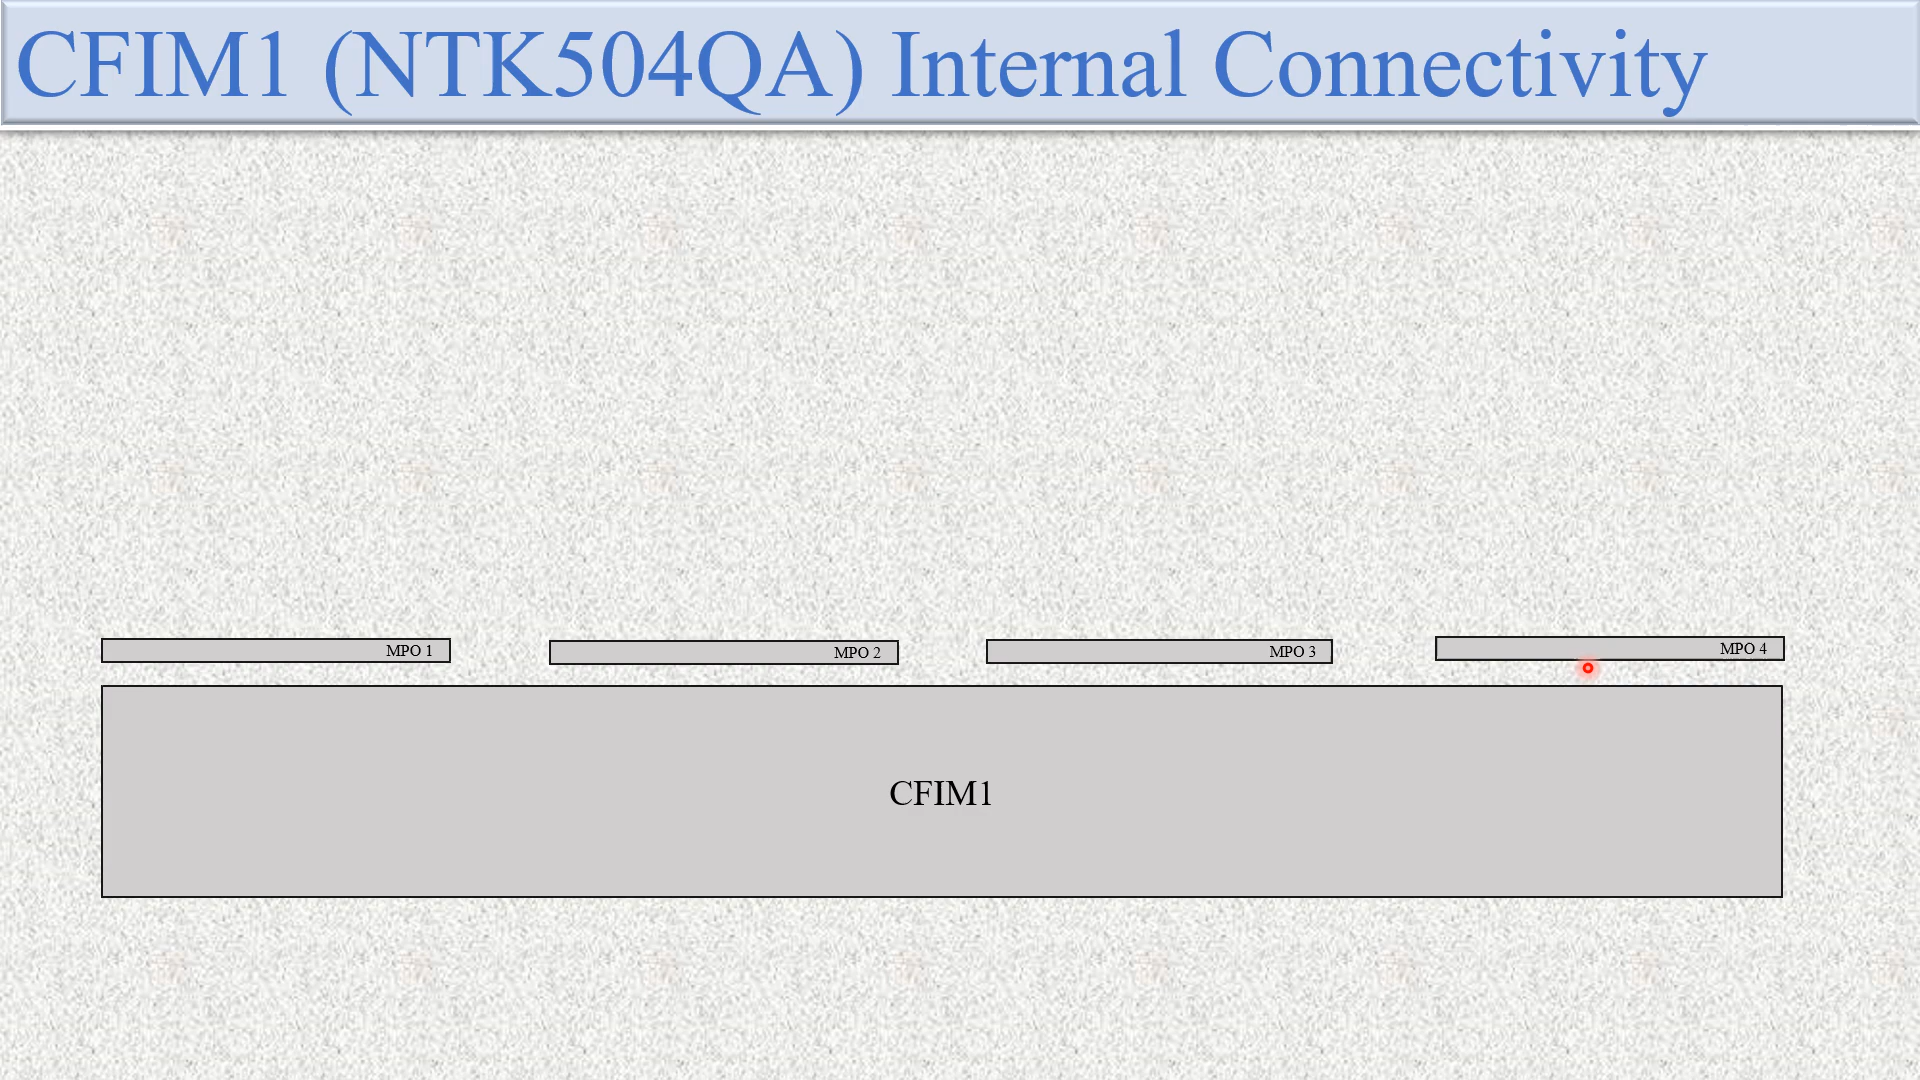 CFIM1 (NTK504QA) Internal Connectivity
MPO 1
MPO 2
MPO 3
MPO 4
CFIM1